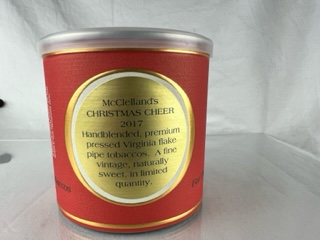 McClelland's
CHRISTMAS CHEER
2017
Handblended, premium
pressed Virginia flake
pipe tobaccos. A fine
vintage, naturally
sweet, in limited
quantity.